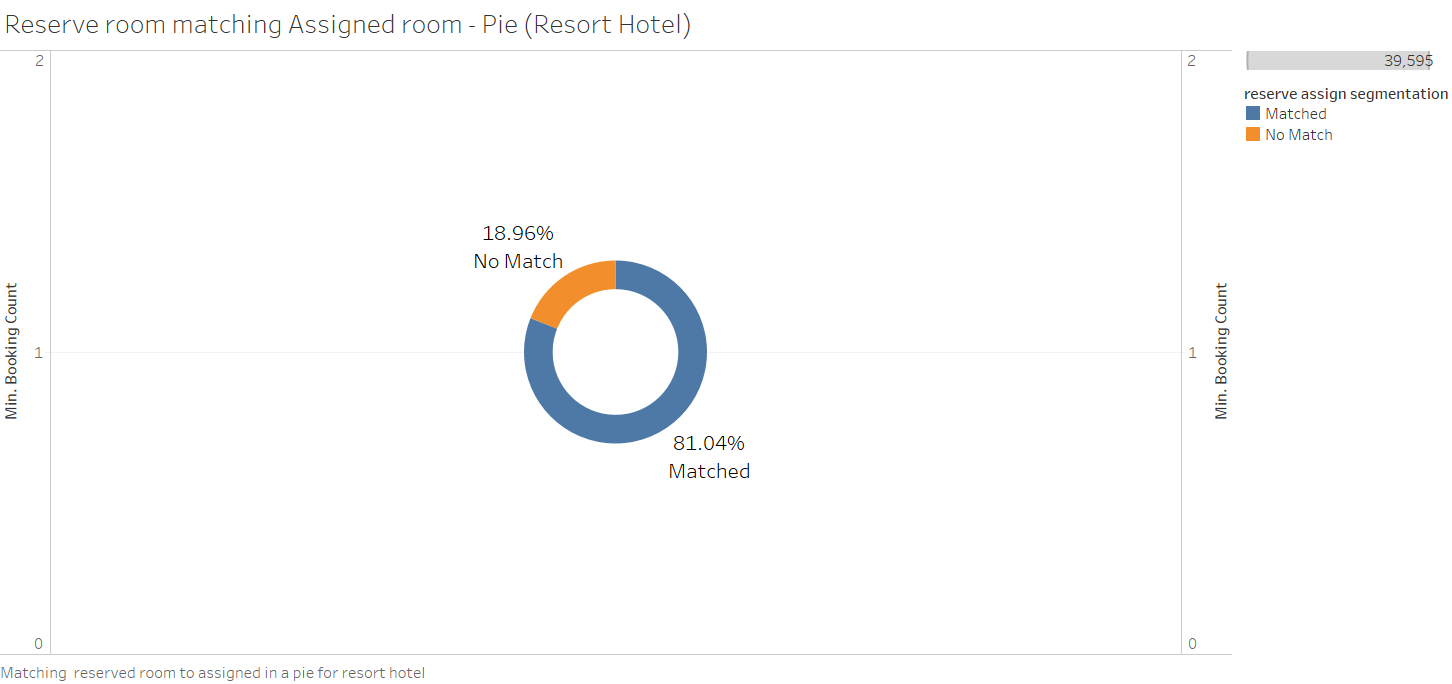 Reserve room matching Assigned room - Pie (Resort Hotel)
2
1
0
Min. Booking Count
18.96%
No Match
81.04%
Matched
2
1
0
Min. Booking Count
39,595
reserve assign segmentation
Matched
No Match
Matching  reserved room to assigned in a pie for resort hotel